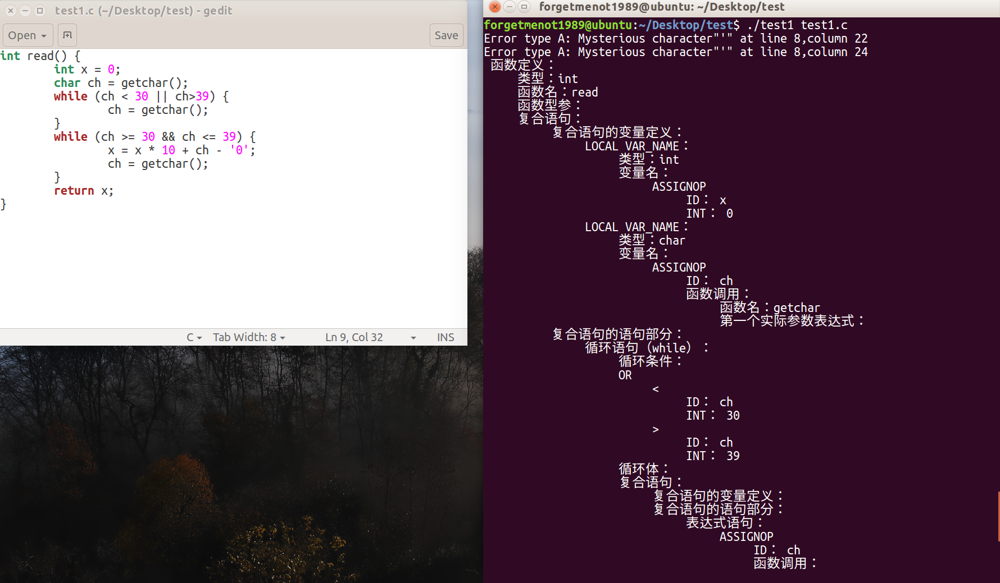 test1.c (~/Desktop/test) - gedit
Open
Save
int read() {
int x = 0;
char ch = getchar();
while (ch < 30 || ch>39) {
ch = getchar();
}
while (ch >= 30 && ch <= 39) {
x = x * 10 + ch - '0';
ch = getchar();
}
return x;
}
C
Tab Width: 8
Ln 9, Col 32
INS
forgetmenot1989@ubuntu: ~/Desktop/test
forgetmenot1989@ubuntu:~/Desktop/test$ ./test1 test1.c
Error type A: Mysterious character"'" at line 8,column 22
Error type A: Mysterious character"'" at line 8,column 24
函数定义：
类型：int
函数名：read
函数型参：
复合语句：
复合语句的变量定义：
LOCAL VAR_NAME：
类型：int
变量名：
ASSIGNOP
ID： x
INT： 0
LOCAL VAR_NAME：
类型：char
变量名：
ASSIGNOP
ID： ch
函数调用：
函数名：getchar
第一个实际参数表达式：
复合语句的语句部分：
循环语句（while）：
循环条件：
OR
<
ID： ch
INT： 30
>
ID： ch
INT： 39
循环体：
复合语句：
复合语句的变量定义：
复合语句的语句部分：
表达式语句：
ASSIGNOP
ID： ch
函数调用：